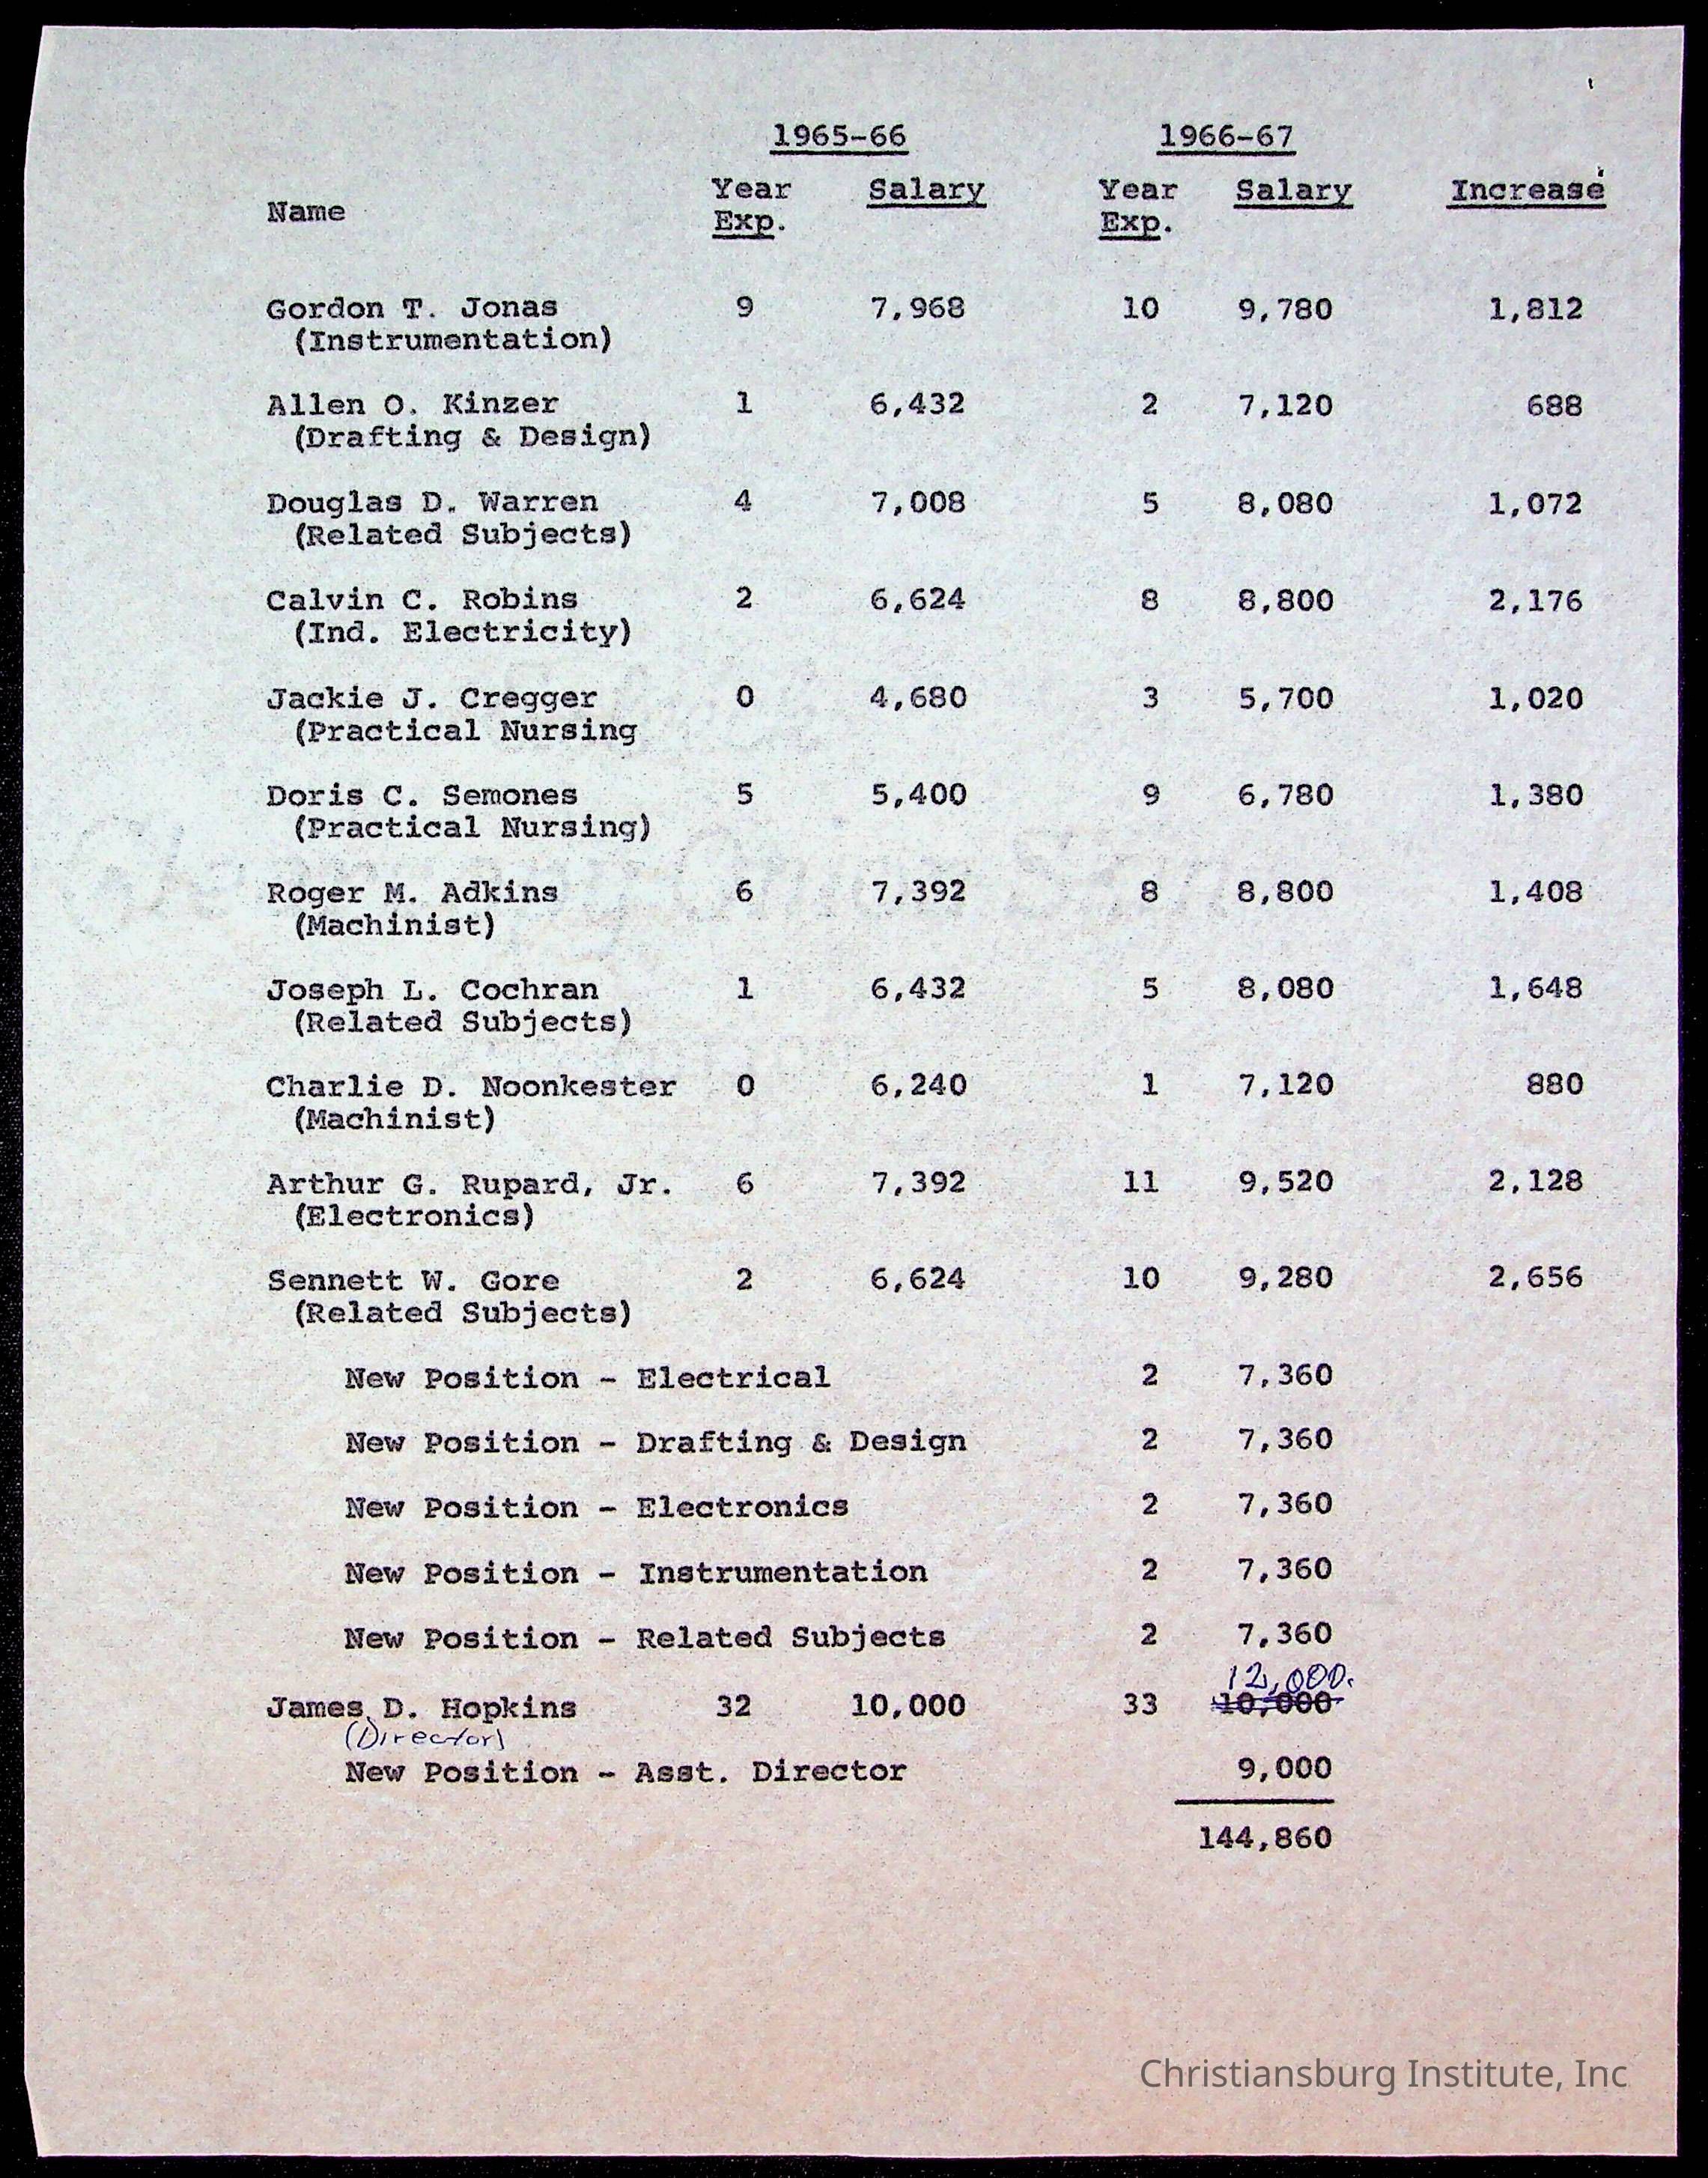 1965-66 1966-67
Name Year Exp. Salary Year Exp. Salary Increase
Gordon T. Jonas 9 7,968 10 9,780 1,812
(Instrumentation)
Allen O. Kinzer 1 6,432 2 7,120 688
(Drafting & Design)
Douglas D. Warren 4 7,008 5 8,080 1,072
(Related Subjects)
Calvin C. Robins 2 6,624 8 8,800 2,176
(Ind. Electricity)
Jackie J. Cregger 0 4,680 3 5,700 1,020
(Practical Nursing
Doris C. Semones 5 5,400 9 6,780 1,380
(Practical Nursing)
Roger M. Adkins 6 7,392 8 8,800 1,408
(Machinist)
Joseph L. Cochran 1 6,432 5 8,080 1,648
(Related Subjects)
Charlie D. Noonkester 0 6,240 1 7,120 880
(Machinist)
Arthur G. Rupard, Jr. 6 7,392 11 9,520 2,128
(Electronics)
Sennett W. Gore 2 6,624 10 9,280 2,656
(Related Subjects)
New Position - Electrical 2 7,360
New Position - Drafting & Design 2 7,360
New Position - Electronics 2 7,360
New Position - Instrumentation 2 7,360
New Position - Related Subjects 2 7,360
12,000.
James D. Hopkins 32 10,000 33 10,000
(Director)
New Position - Asst. Director 9,000
144,860
Christiansburg Institute, Inc